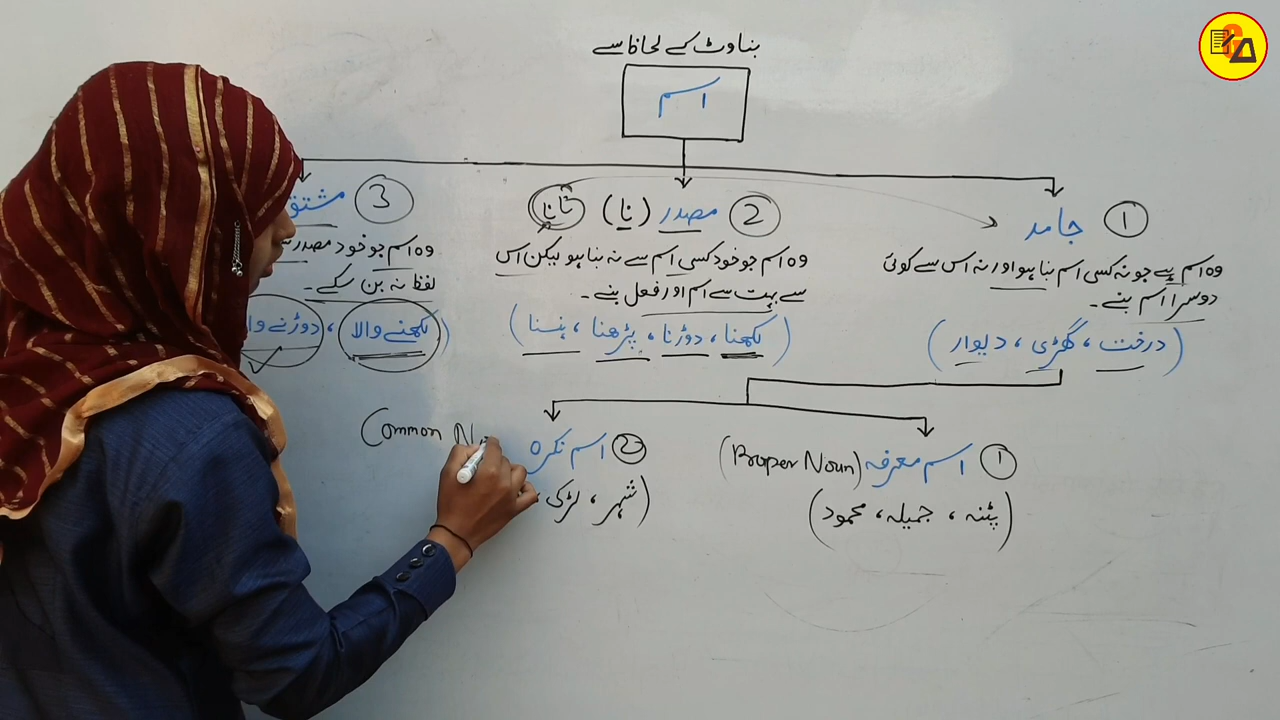 بناوٹ کے لحاظ سے
اسم
① جامد
وہ اسم ہے جو نہ کسی اسم بنا ہو اور نہ اس سے کوئی
دوسرا اسم بنے۔
(درخت، گھڑی، دیوار)
② مصدر (نا) تانا
وہ اسم جو خود کسی اسم سے نہ بنا ہو لیکن اس
سے بہت سے اسم اور فعل بنے۔
(لکھنا، دوڑنا، پڑھنا، ہنسنا)
③
وہ اسم جو خود مصدر
لفظ نہ بن سکے۔
(لکھنے والا، دوڑنے
① اسم معرفہ (Proper Noun)
(پٹنہ، جمیلہ، محمود)
② اسم نکرہ Common
(شہر، لڑکی،